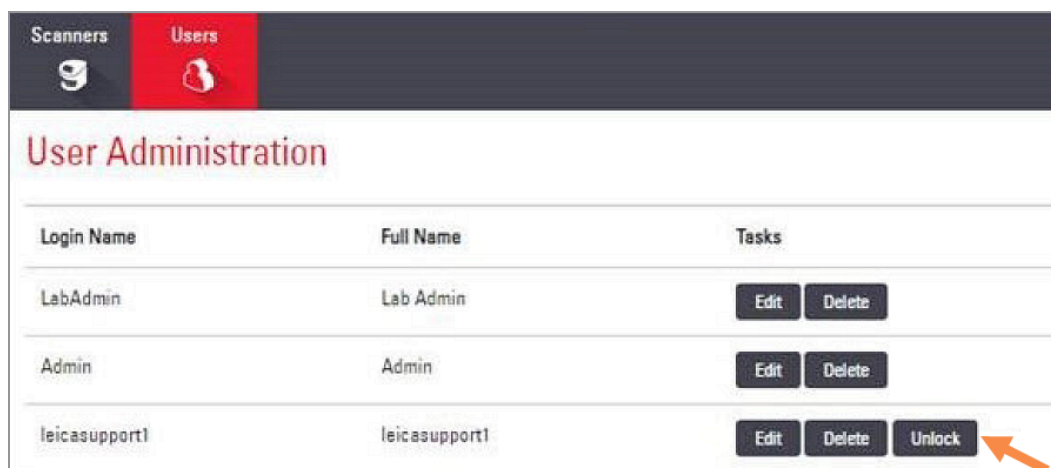 Scanners Users
User Administration
Login Name Full Name Tasks
LabAdmin Lab Admin Edit Delete
Admin Admin Edit Delete
leicasupport1 leicasupport1 Edit Delete Unlock